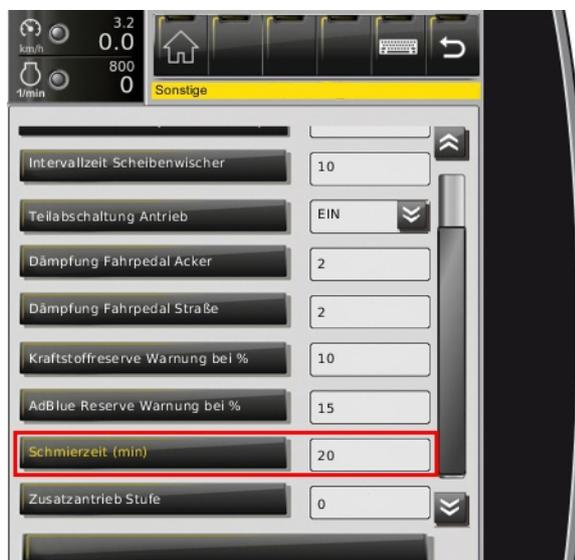 3.2
km/h
0.0
800
1/min
0
Sonstige
Intervallzeit Scheibenwischer
10
Teilabschaltung Antrieb
EIN
Dämpfung Fahrpedal Acker
2
Dämpfung Fahrpedal Straße
2
Kraftstoffreserve Warnung bei %
10
AdBlue Reserve Warnung bei %
15
Schmierzeit (min)
20
Zusatzantrieb Stufe
0